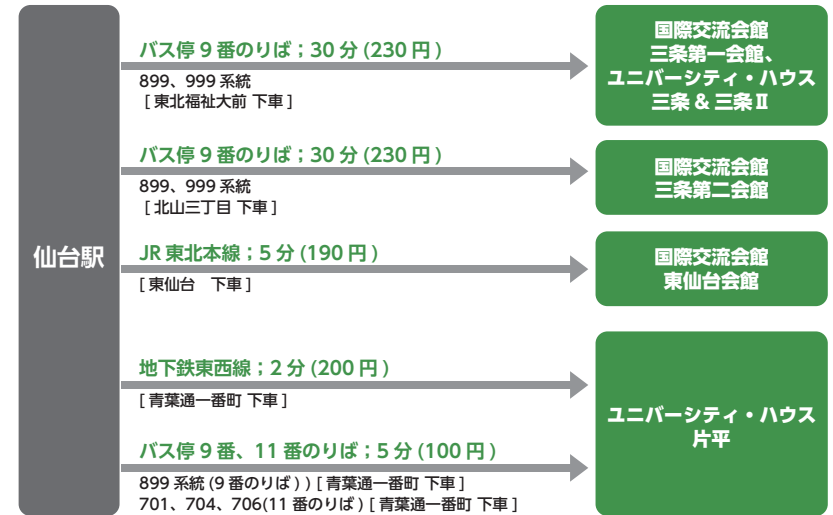 仙台駅
バス停 9 番のりば；30 分 (230 円 )
899、999 系統
[ 東北福祉大前 下車 ]
国際交流会館
三条第一会館、
ユニバーシティ・ハウス
三条 & 三条 II
バス停 9 番のりば；30 分 (230 円 )
899、999 系統
[ 北山三丁目 下車 ]
国際交流会館
三条第二会館
JR 東北本線；5 分 (190 円 )
[ 東仙台　下車 ]
国際交流会館
東仙台会館
地下鉄東西線；2 分 (200 円 )
[ 青葉通一番町 下車 ]
バス停 9 番、11 番のりば；5 分 (100 円 )
899 系統 (9 番のりば ) ) [ 青葉通一番町 下車 ]
701、704、706(11 番のりば ) [ 青葉通一番町 下車 ]
ユニバーシティ・ハウス
片平